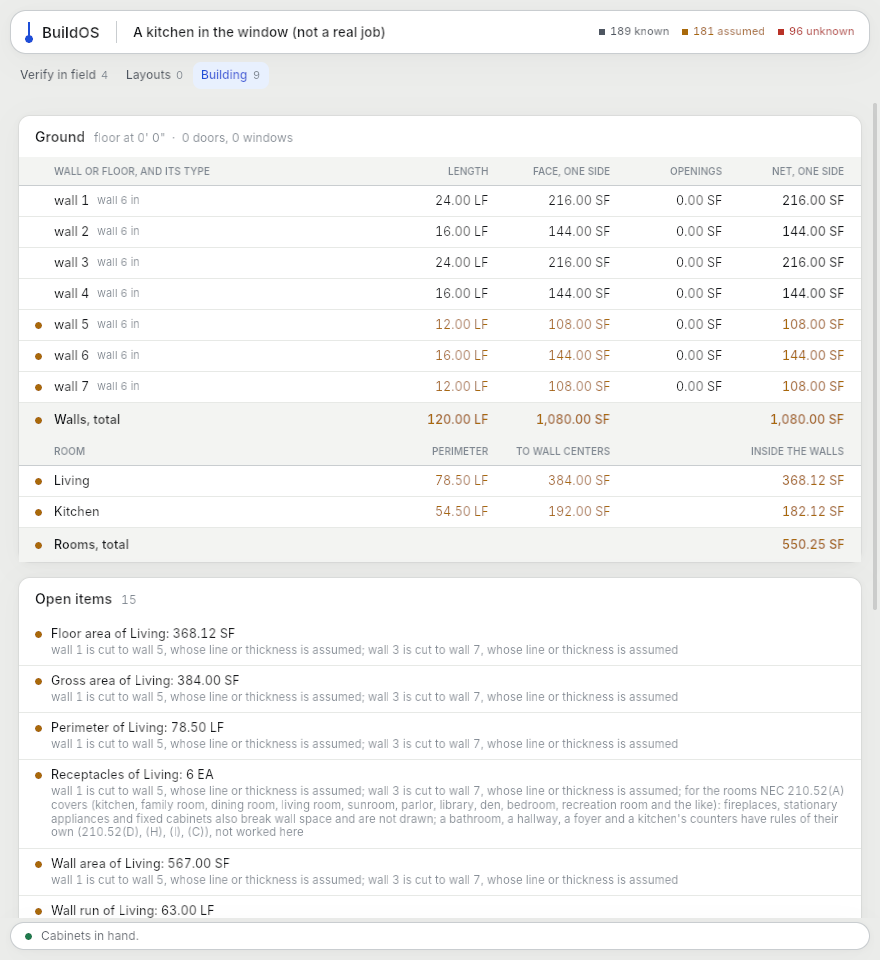 BuildOS A kitchen in the window (not a real job) 189 known 181 assumed 96 unknown
Verify in field 4 Layouts 0 Building 9
Ground floor at 0' 0" · 0 doors, 0 windows
WALL OR FLOOR, AND ITS TYPE LENGTH FACE, ONE SIDE OPENINGS NET, ONE SIDE
wall 1 wall 6 in 24.00 LF 216.00 SF 0.00 SF 216.00 SF
wall 2 wall 6 in 16.00 LF 144.00 SF 0.00 SF 144.00 SF
wall 3 wall 6 in 24.00 LF 216.00 SF 0.00 SF 216.00 SF
wall 4 wall 6 in 16.00 LF 144.00 SF 0.00 SF 144.00 SF
wall 5 wall 6 in 12.00 LF 108.00 SF 0.00 SF 108.00 SF
wall 6 wall 6 in 16.00 LF 144.00 SF 0.00 SF 144.00 SF
wall 7 wall 6 in 12.00 LF 108.00 SF 0.00 SF 108.00 SF
Walls, total 120.00 LF 1,080.00 SF 1,080.00 SF
ROOM PERIMETER TO WALL CENTERS INSIDE THE WALLS
Living 78.50 LF 384.00 SF 368.12 SF
Kitchen 54.50 LF 192.00 SF 182.12 SF
Rooms, total 550.25 SF
Open items 15
Floor area of Living: 368.12 SF
wall 1 is cut to wall 5, whose line or thickness is assumed; wall 3 is cut to wall 7, whose line or thickness is assumed
Gross area of Living: 384.00 SF
wall 1 is cut to wall 5, whose line or thickness is assumed; wall 3 is cut to wall 7, whose line or thickness is assumed
Perimeter of Living: 78.50 LF
wall 1 is cut to wall 5, whose line or thickness is assumed; wall 3 is cut to wall 7, whose line or thickness is assumed
Receptacles of Living: 6 EA
wall 1 is cut to wall 5, whose line or thickness is assumed; wall 3 is cut to wall 7, whose line or thickness is assumed; for the rooms NEC 210.52(A)
covers (kitchen, family room, dining room, living room, sunroom, parlor, library, den, bedroom, recreation room and the like): fireplaces, stationary
appliances and fixed cabinets also break wall space and are not drawn; a bathroom, a hallway, a foyer and a kitchen's counters have rules of their
own (210.52(D), (H), (I), (C)), not worked here
Wall area of Living: 567.00 SF
wall 1 is cut to wall 5, whose line or thickness is assumed; wall 3 is cut to wall 7, whose line or thickness is assumed
Wall run of Living: 63.00 LF
Cabinets in hand.